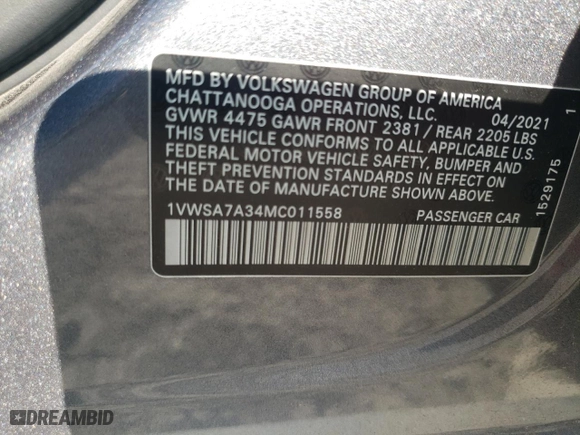 MFD BY VOLKSWAGEN GROUP OF AMERICA
CHATTANOOGA OPERATIONS, LLC. 04/2021
GVWR 4475 GAWR FRONT 2381 / REAR 2205 LBS
THIS VEHICLE CONFORMS TO ALL APPLICABLE U.S.
FEDERAL MOTOR VEHICLE SAFETY, BUMPER AND
THEFT PREVENTION STANDARDS IN EFFECT ON
THE DATE OF MANUFACTURE SHOWN ABOVE.
1VWSA7A34MC011558 PASSENGER CAR
1529175 1
DREAMBID